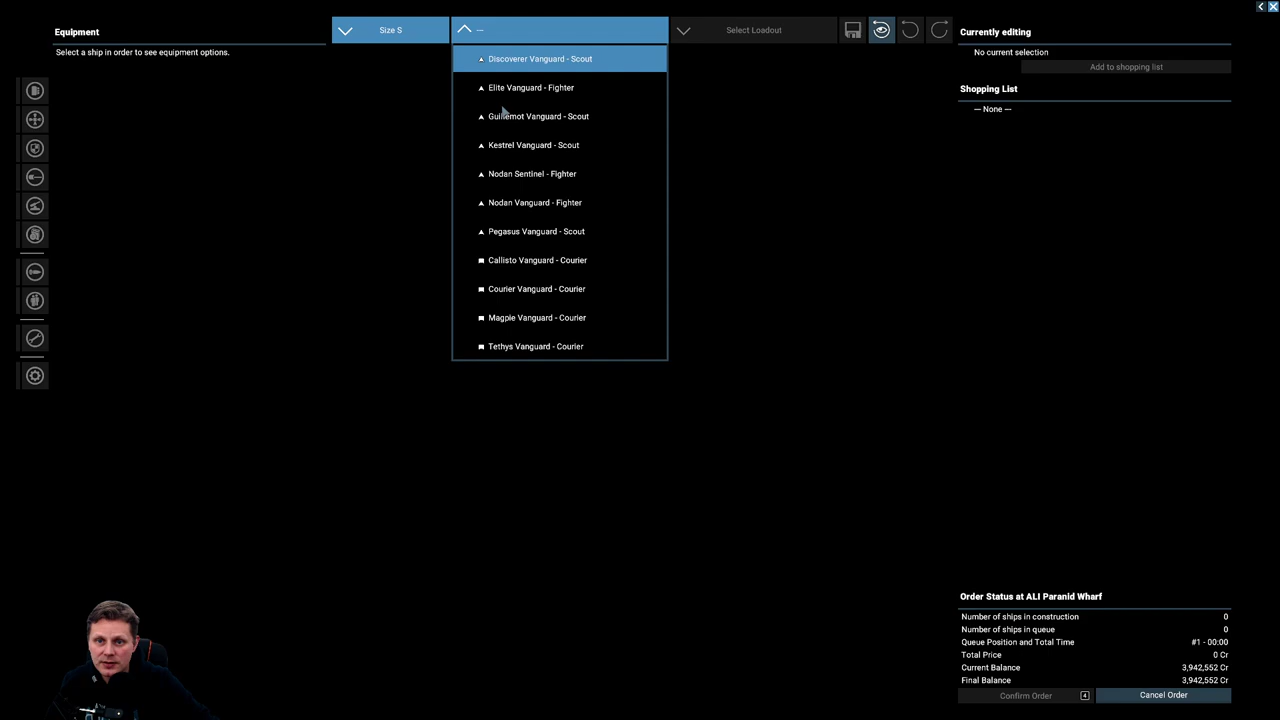 Equipment
Select a ship in order to see equipment options.
Size S
—
Select Loadout
Discoverer Vanguard - Scout
Elite Vanguard - Fighter
Guillemot Vanguard - Scout
Kestrel Vanguard - Scout
Nodan Sentinel - Fighter
Nodan Vanguard - Fighter
Pegasus Vanguard - Scout
Callisto Vanguard - Courier
Courier Vanguard - Courier
Magpie Vanguard - Courier
Tethys Vanguard - Courier
Currently editing
No current selection
Add to shopping list
Shopping List
— None —
Order Status at ALI Paranid Wharf
Number of ships in construction 0
Number of ships in queue 0
Queue Position and Total Time #1 - 00:00
Total Price 0 Cr
Current Balance 3,942,552 Cr
Final Balance 3,942,552 Cr
Confirm Order 4
Cancel Order